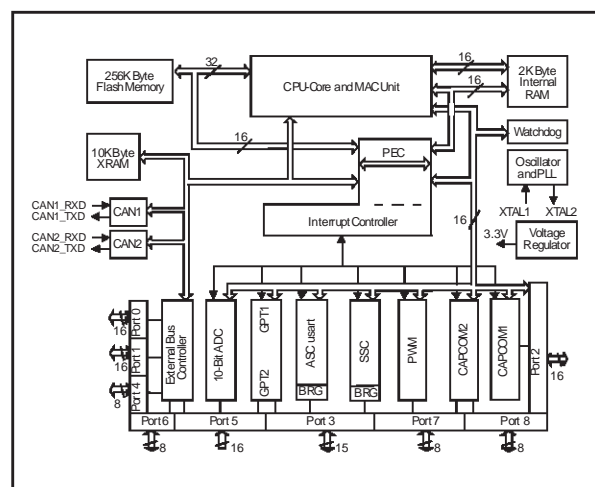 256K Byte
Flash Memory
32
CPU-Core and MAC Unit
16
16
2K Byte
Internal
RAM
Watchdog
16
10K Byte
XRAM
PEC
Oscillator
and PLL
CAN1_RXD
CAN1_TXD
CAN1
CAN2_RXD
CAN2_TXD
CAN2
Interrupt Controller
16
XTAL1
XTAL2
3.3V
Voltage
Regulator
16
Port 0
16
Port 1
8
Port 4
External Bus
Controller
10-Bit ADC
GPT1
GPT2
ASC usart
BRG
SSC
BRG
PWM
CAPCOM2
CAPCOM1
Port 2
16
Port 6
Port 5
Port 3
Port 7
Port 8
8
16
15
8
8